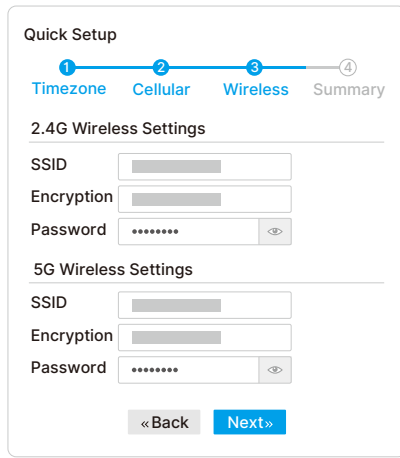 Quick Setup
1 2 3 4
Timezone Cellular Wireless Summary
2.4G Wireless Settings
SSID
Encryption
Password ••••••••
5G Wireless Settings
SSID
Encryption
Password ••••••••
«Back Next»